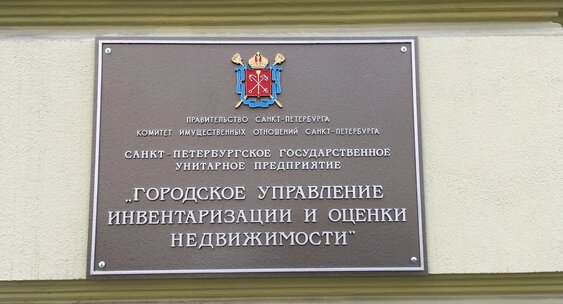 ПРАВИТЕЛЬСТВО САНКТ-ПЕТЕРБУРГА
КОМИТЕТ ИМУЩЕСТВЕННЫХ ОТНОШЕНИЙ САНКТ-ПЕТЕРБУРГА
САНКТ-ПЕТЕРБУРГСКОЕ ГОСУДАРСТВЕННОЕ
УНИТАРНОЕ ПРЕДПРИЯТИЕ
„ГОРОДСКОЕ УПРАВЛЕНИЕ
ИНВЕНТАРИЗАЦИИ И ОЦЕНКИ
НЕДВИЖИМОСТИ"